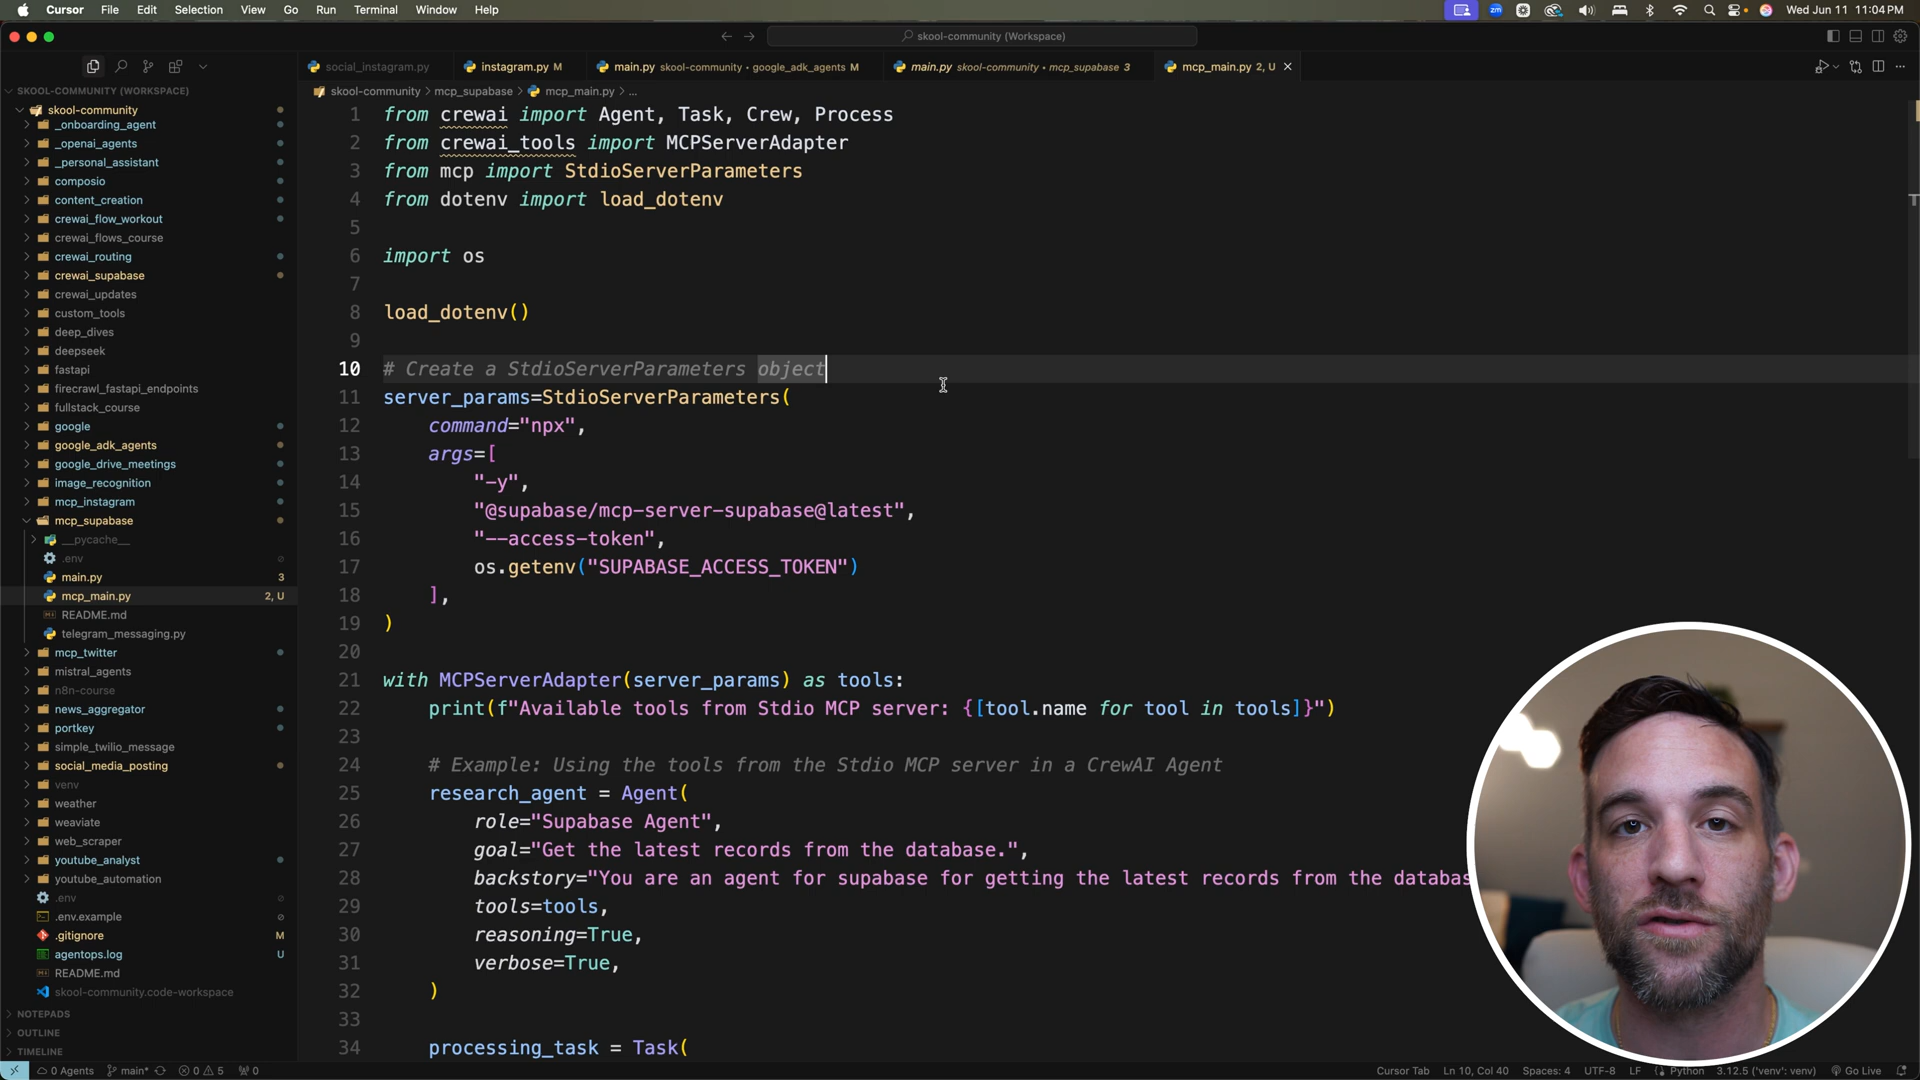 Cursor File Edit Selection View Go Run Terminal Window Help
zm
Wed Jun 11 11:04 PM
skool-community (Workspace)
social_instagram.py
instagram.py M
main.py skool-community • google_adk_agents M
main.py skool-community • mcp_supabase 3
mcp_main.py 2, U
SKOOL-COMMUNITY (WORKSPACE)
skool-community
_onboarding_agent
_openai_agents
_personal_assistant
composio
content_creation
crewai_flow_workout
crewai_flows_course
crewai_routing
crewai_supabase
crewai_updates
custom_tools
deep_dives
deepseek
fastapi
firecrawl_fastapi_endpoints
fullstack_course
google
google_adk_agents
google_drive_meetings
image_recognition
mcp_instagram
mcp_supabase
__pycache__
.env
main.py 3
mcp_main.py 2, U
README.md
telegram_messaging.py
mcp_twitter
mistral_agents
n8n-course
news_aggregator
portkey
simple_twilio_message
social_media_posting
venv
weather
weaviate
web_scraper
youtube_analyst
youtube_automation
.env
.env.example
.gitignore M
agentops.log U
README.md
skool-community.code-workspace
NOTEPADS
OUTLINE
TIMELINE
skool-community > mcp_supabase > mcp_main.py > ...
1 from crewai import Agent, Task, Crew, Process
2 from crewai_tools import MCPServerAdapter
3 from mcp import StdioServerParameters
4 from dotenv import load_dotenv
5
6 import os
7
8 load_dotenv()
9
10 # Create a StdioServerParameters object
11 server_params=StdioServerParameters(
12 command="npx",
13 args=[
14 "-y",
15 "@supabase/mcp-server-supabase@latest",
16 "--access-token",
17 os.getenv("SUPABASE_ACCESS_TOKEN")
18 ],
19 )
20
21 with MCPServerAdapter(server_params) as tools:
22 print(f"Available tools from Stdio MCP server: {[tool.name for tool in tools]}")
23
24 # Example: Using the tools from the Stdio MCP server in a CrewAI Agent
25 research_agent = Agent(
26 role="Supabase Agent",
27 goal="Get the latest records from the database.",
28 backstory="You are an agent for supabase for getting the latest records from the databas
29 tools=tools,
30 reasoning=True,
31 verbose=True,
32 )
33
34 processing_task = Task(
0 Agents main* 0 5 0
Cursor Tab Ln 10, Col 40 Spaces: 4 UTF-8 LF Python 3.12.5 ('venv': venv) Go Live